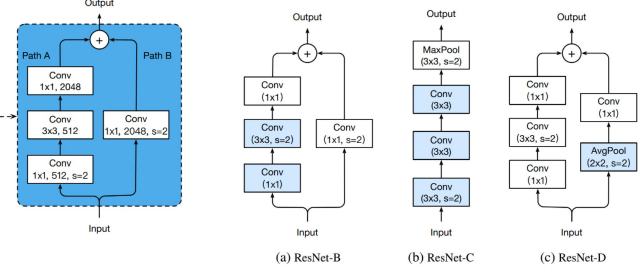 Output
+
Path A
Path B
Conv
1x1, 2048
Conv
3x3, 512
Conv
1x1, 2048, s=2
Conv
1x1, 512, s=2
Input
Output
+
Conv
(1x1)
Conv
(3x3, s=2)
Conv
(1x1, s=2)
Conv
(1x1)
Input
(a) ResNet-B
Output
MaxPool
(3x3, s=2)
Conv
(3x3)
Conv
(3x3)
Conv
(3x3, s=2)
Input
(b) ResNet-C
Output
+
Conv
(1x1)
Conv
(1x1)
Conv
(3x3, s=2)
AvgPool
(2x2, s=2)
Conv
(1x1)
Input
(c) ResNet-D